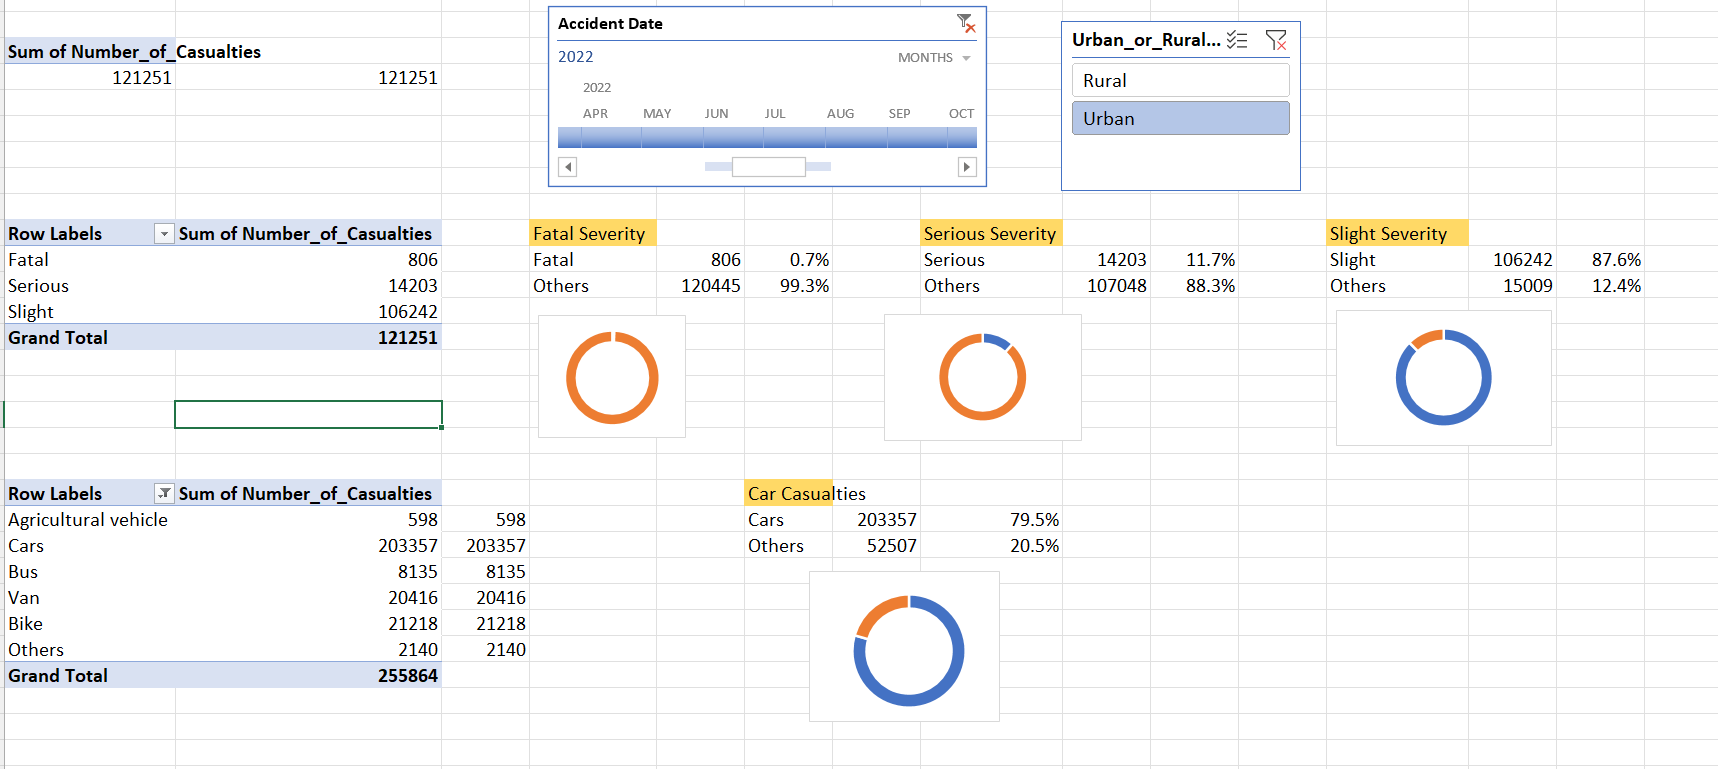 Accident Date
2022
MONTHS
2022
APR MAY JUN JUL AUG SEP OCT
Urban_or_Rural...
Rural
Urban
Sum of Number_of_Casualties
121251 121251
Row Labels Sum of Number_of_Casualties
Fatal 806
Serious 14203
Slight 106242
Grand Total 121251
Fatal Severity
Fatal 806 0.7%
Others 120445 99.3%
Serious Severity
Serious 14203 11.7%
Others 107048 88.3%
Slight Severity
Slight 106242 87.6%
Others 15009 12.4%
Row Labels Sum of Number_of_Casualties
Agricultural vehicle 598 598
Cars 203357 203357
Bus 8135 8135
Van 20416 20416
Bike 21218 21218
Others 2140 2140
Grand Total 255864
Car Casualties
Cars 203357 79.5%
Others 52507 20.5%